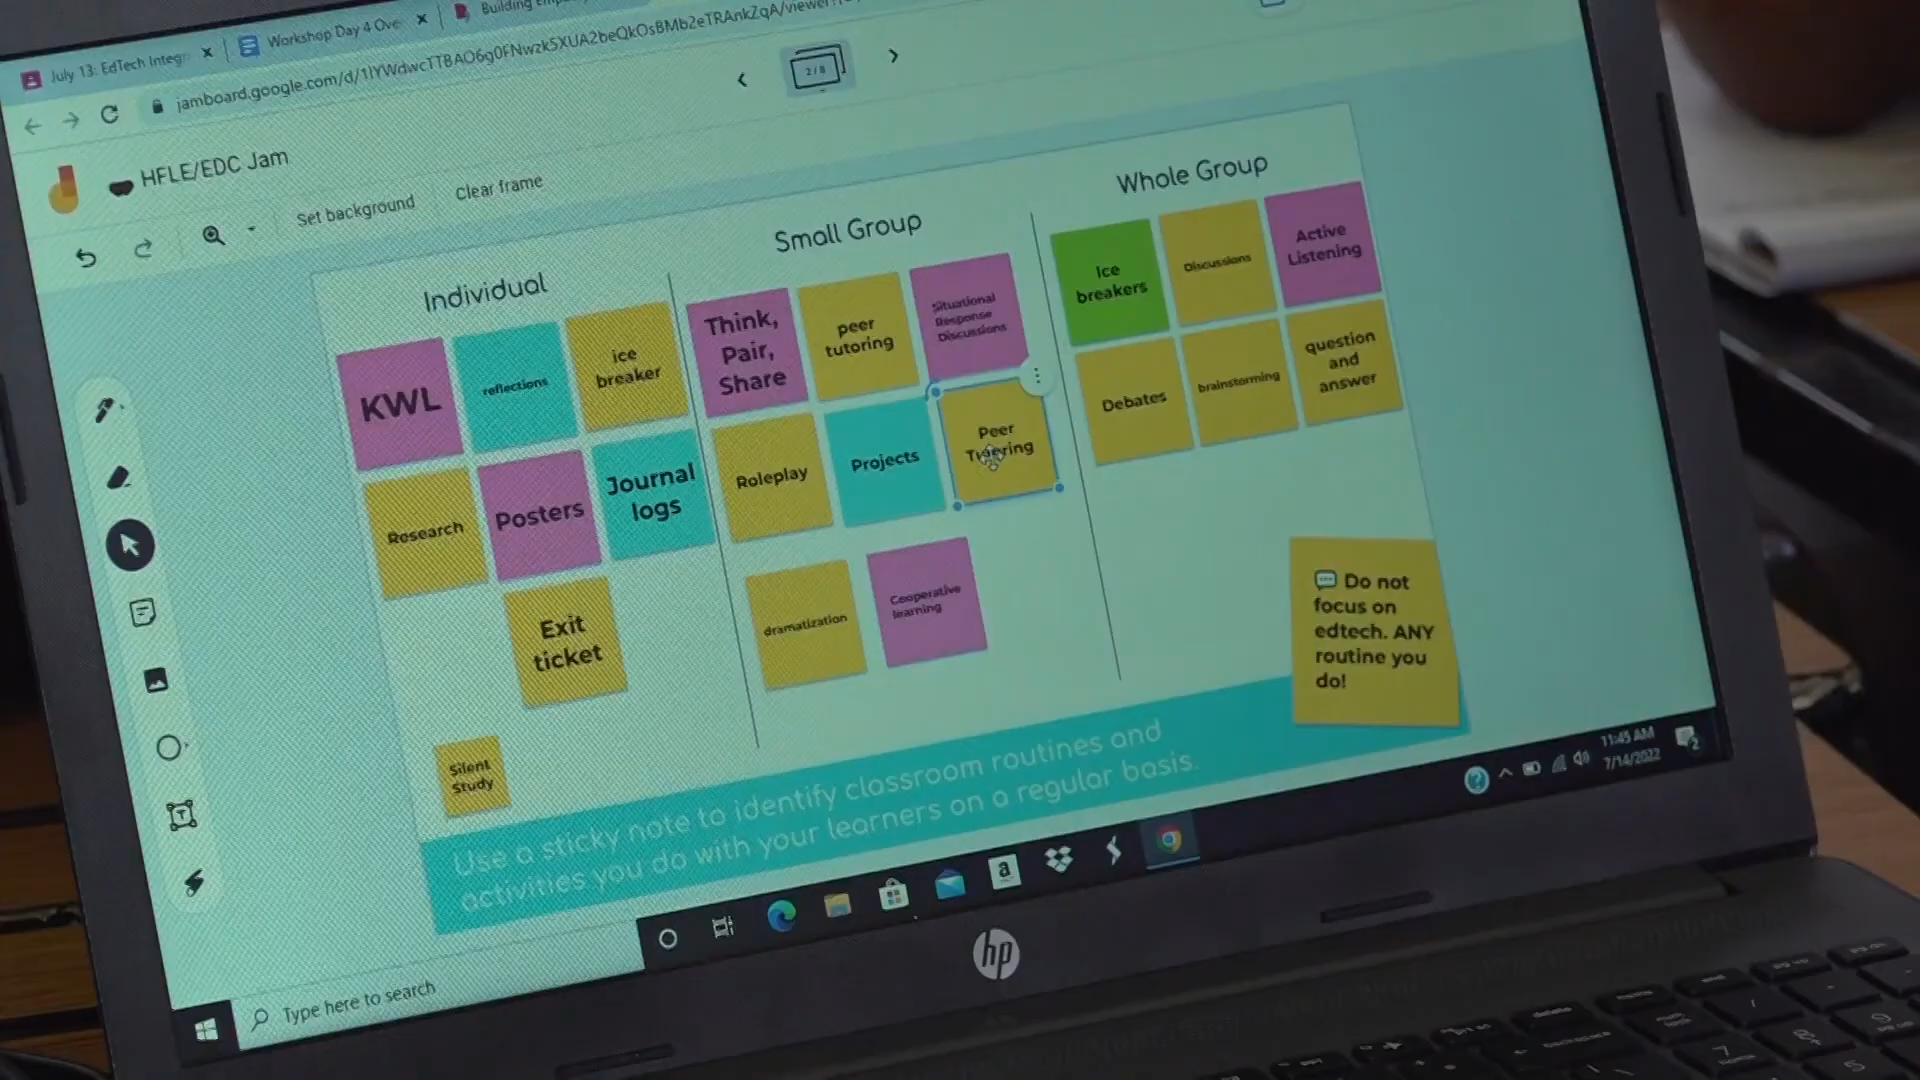 July 13: EdTech Integr
Workshop Day 4 Ove
Building
jamboard.google.com/d/
2/8
HFLE/EDC Jam
Set background
Clear frame
Individual
Small Group
Whole Group
KWL
reflections
ice
breaker
Research
Posters
Journal
logs
Exit
ticket
Silent
Study
Think,
Pair,
Share
peer
tutoring
Situational
Response
Discussions
Roleplay
Projects
Peer
dramatization
Cooperative
learning
Ice
breakers
Discussions
Active
Listening
Debates
brainstorming
question
and
answer
Do not
focus on
edtech. ANY
routine you
do!
Use a sticky note to identify classroom routines and
activities you do with your learners on a regular basis.
Type here to search
11:45 AM
7/14/2022
2
hp